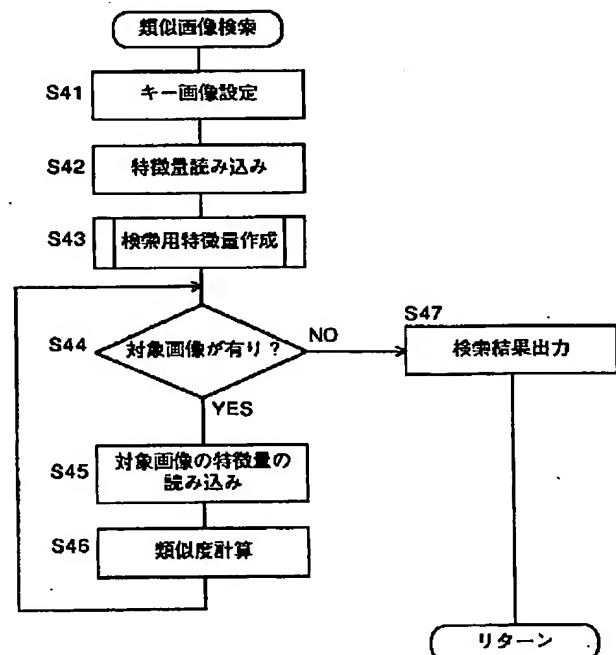 類似画像検索
S41
キー画像設定
S42
特徴量読み込み
S43
検索用特徴量作成
S44
対象画像が有り?
NO
S47
検索結果出力
YES
S45
対象画像の特徴量の
読み込み
S46
類似度計算
リターン